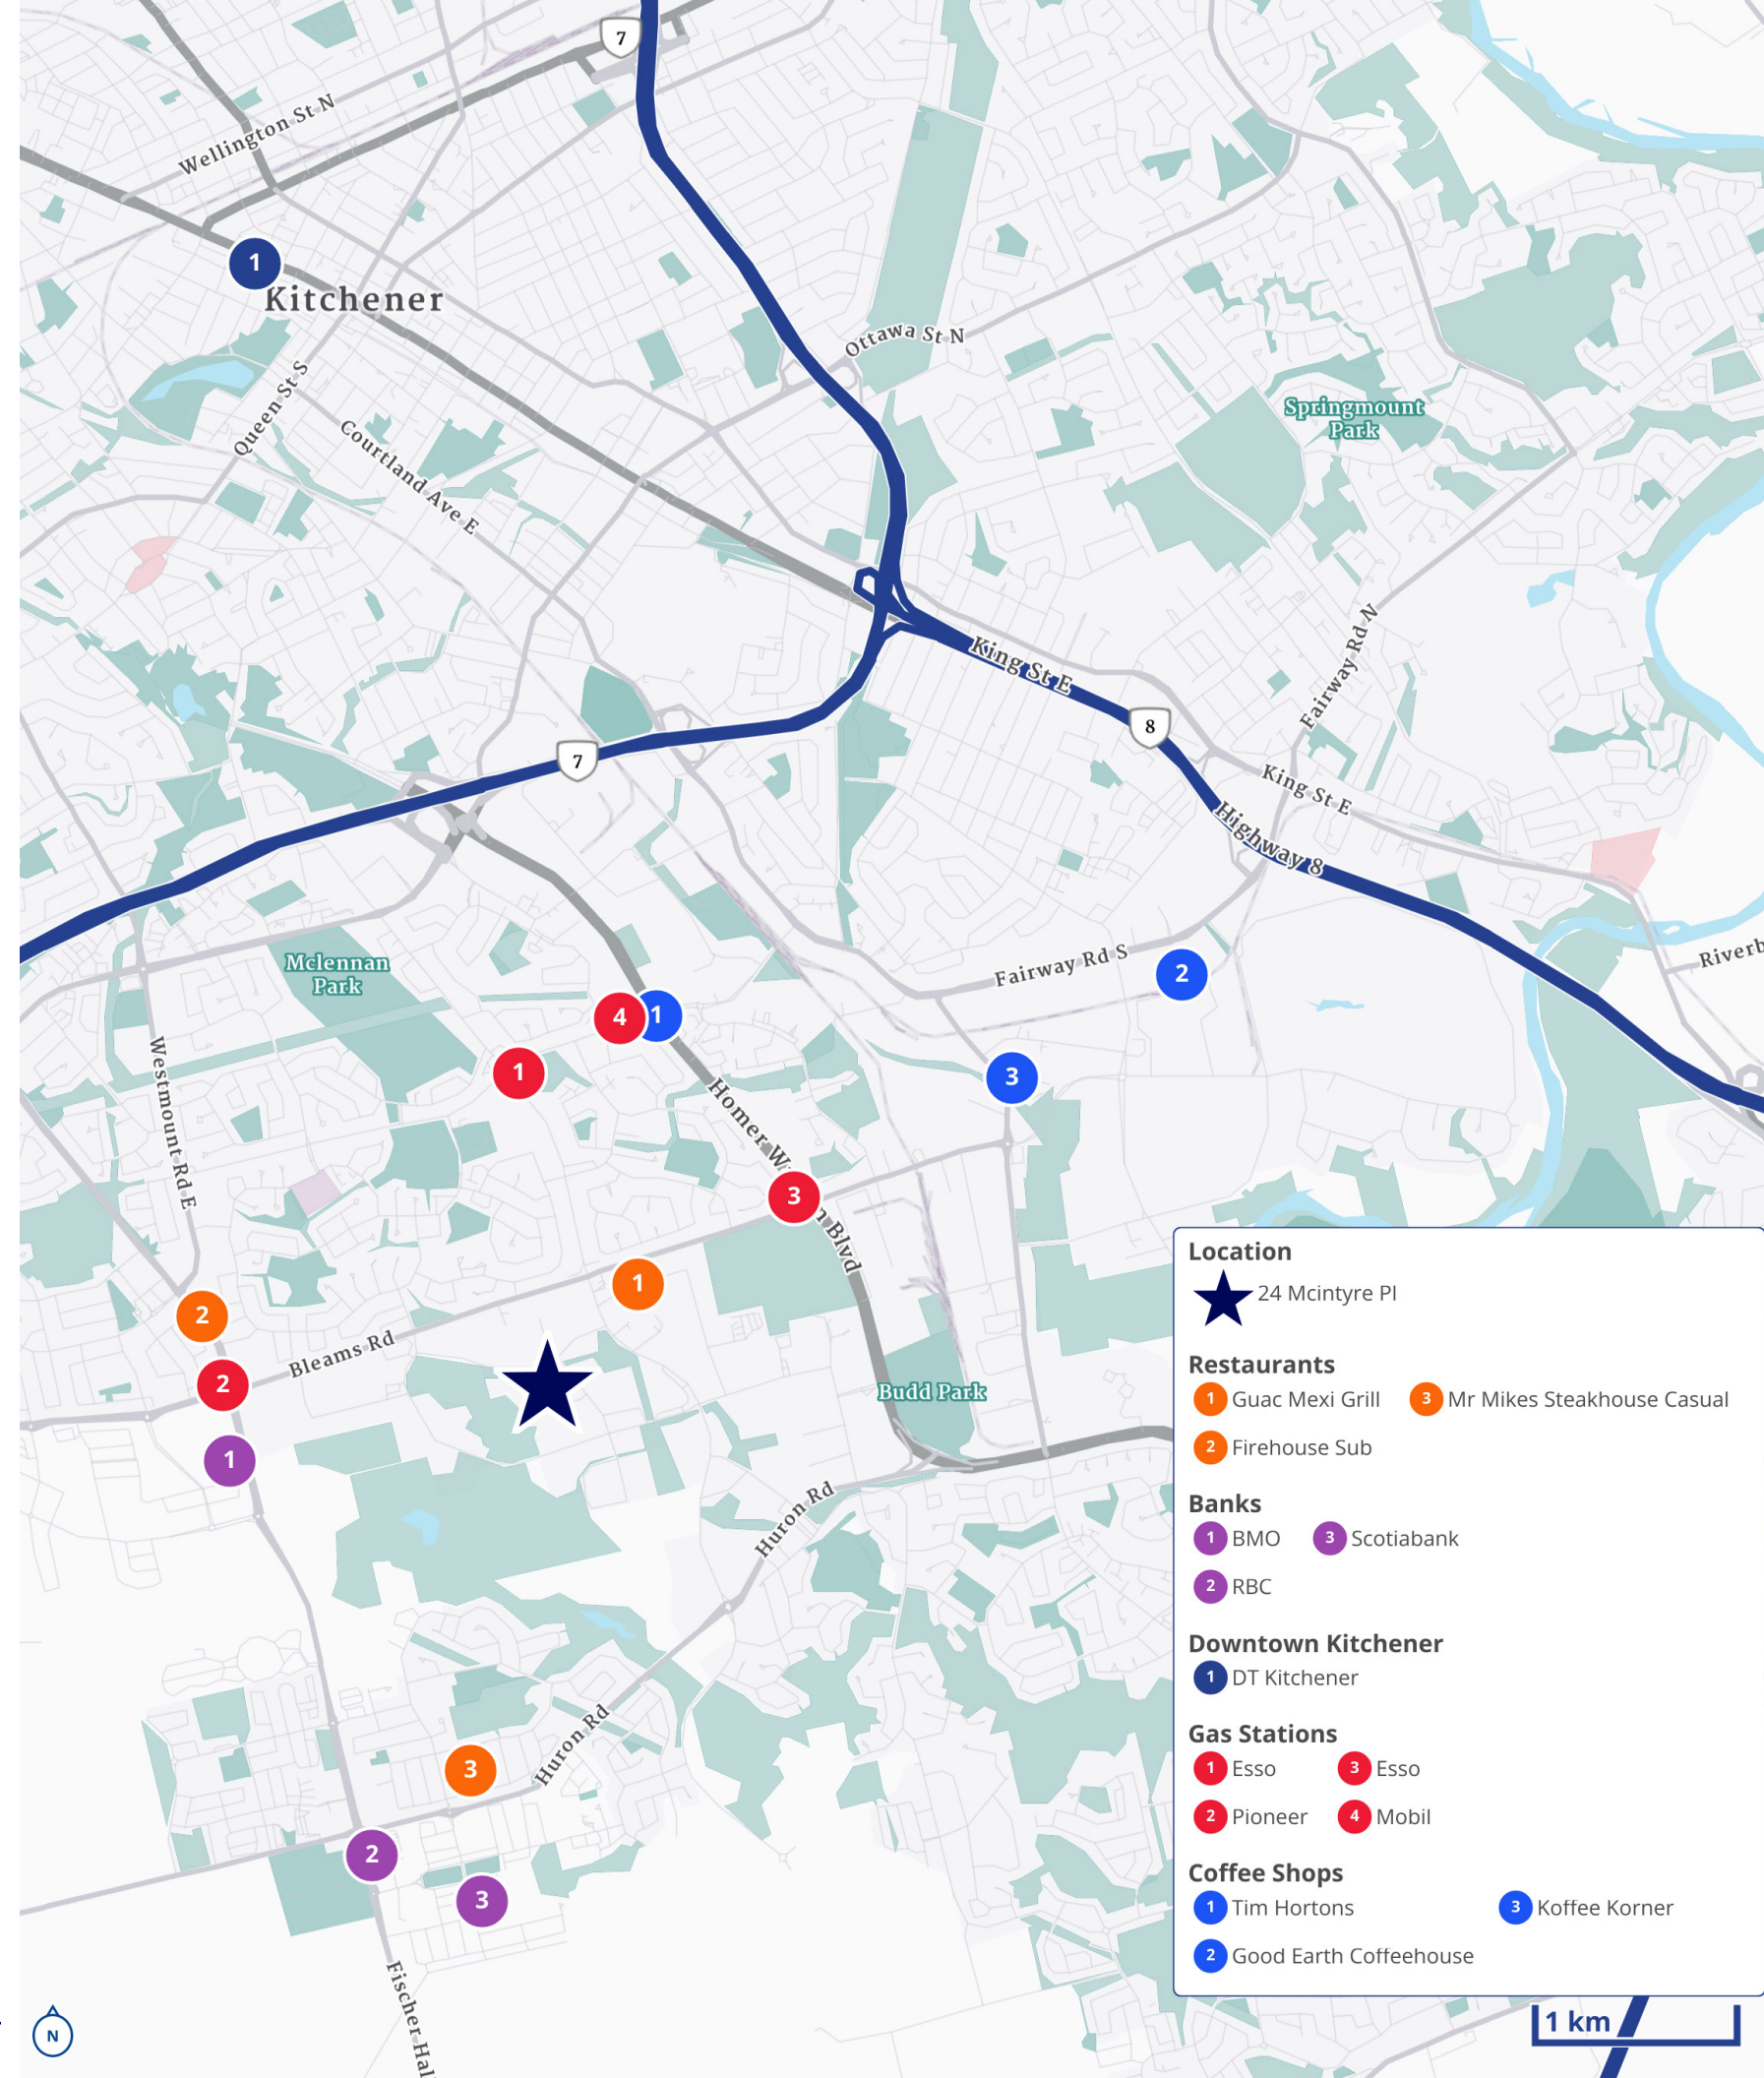 7
Wellington St N
1
Kitchener
Ottawa St N
Queen St S
Springmount
Park
Courtland Ave E
King St E
Fairway Rd N
8
7
King St E
Highway 8
Mclennan
Park
Fairway Rd S
2
Riverb
4
1
1
3
Westmount Rd E
Homer W
3
n Blvd
1
2
Bleams Rd
2
Budd Park
1
Huron Rd
Huron Rd
3
2
3
Fischer Hal
N
Location
24 Mcintyre Pl
Restaurants
1 Guac Mexi Grill 3 Mr Mikes Steakhouse Casual
2 Firehouse Sub
Banks
1 BMO 3 Scotiabank
2 RBC
Downtown Kitchener
1 DT Kitchener
Gas Stations
1 Esso 3 Esso
2 Pioneer 4 Mobil
Coffee Shops
1 Tim Hortons 3 Koffee Korner
2 Good Earth Coffeehouse
1 km